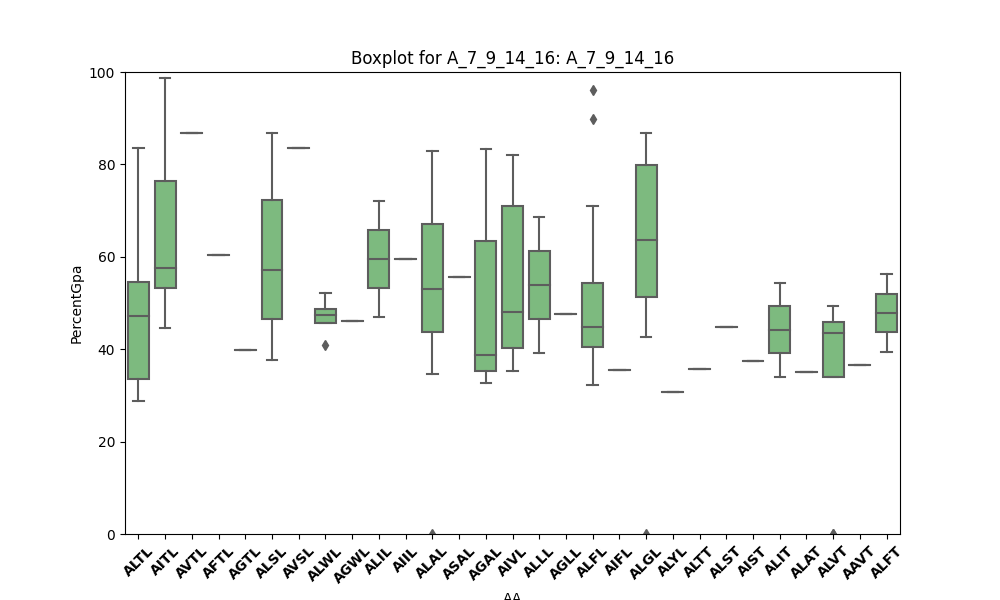 Boxplot for A_7_9_14_16: A_7_9_14_16
100
80
60
40
20
0
PercentGpa
ALTL AITL AVTL AFTL AGTL ALSL AVSL ALWL AGWL ALIL AIIL ALAL ASAL AGAL AIVL ALLL AGLL ALFL AIFL ALGL ALYL ALTT ALST AIST ALIT ALAT ALVT AAVT ALFT
AA